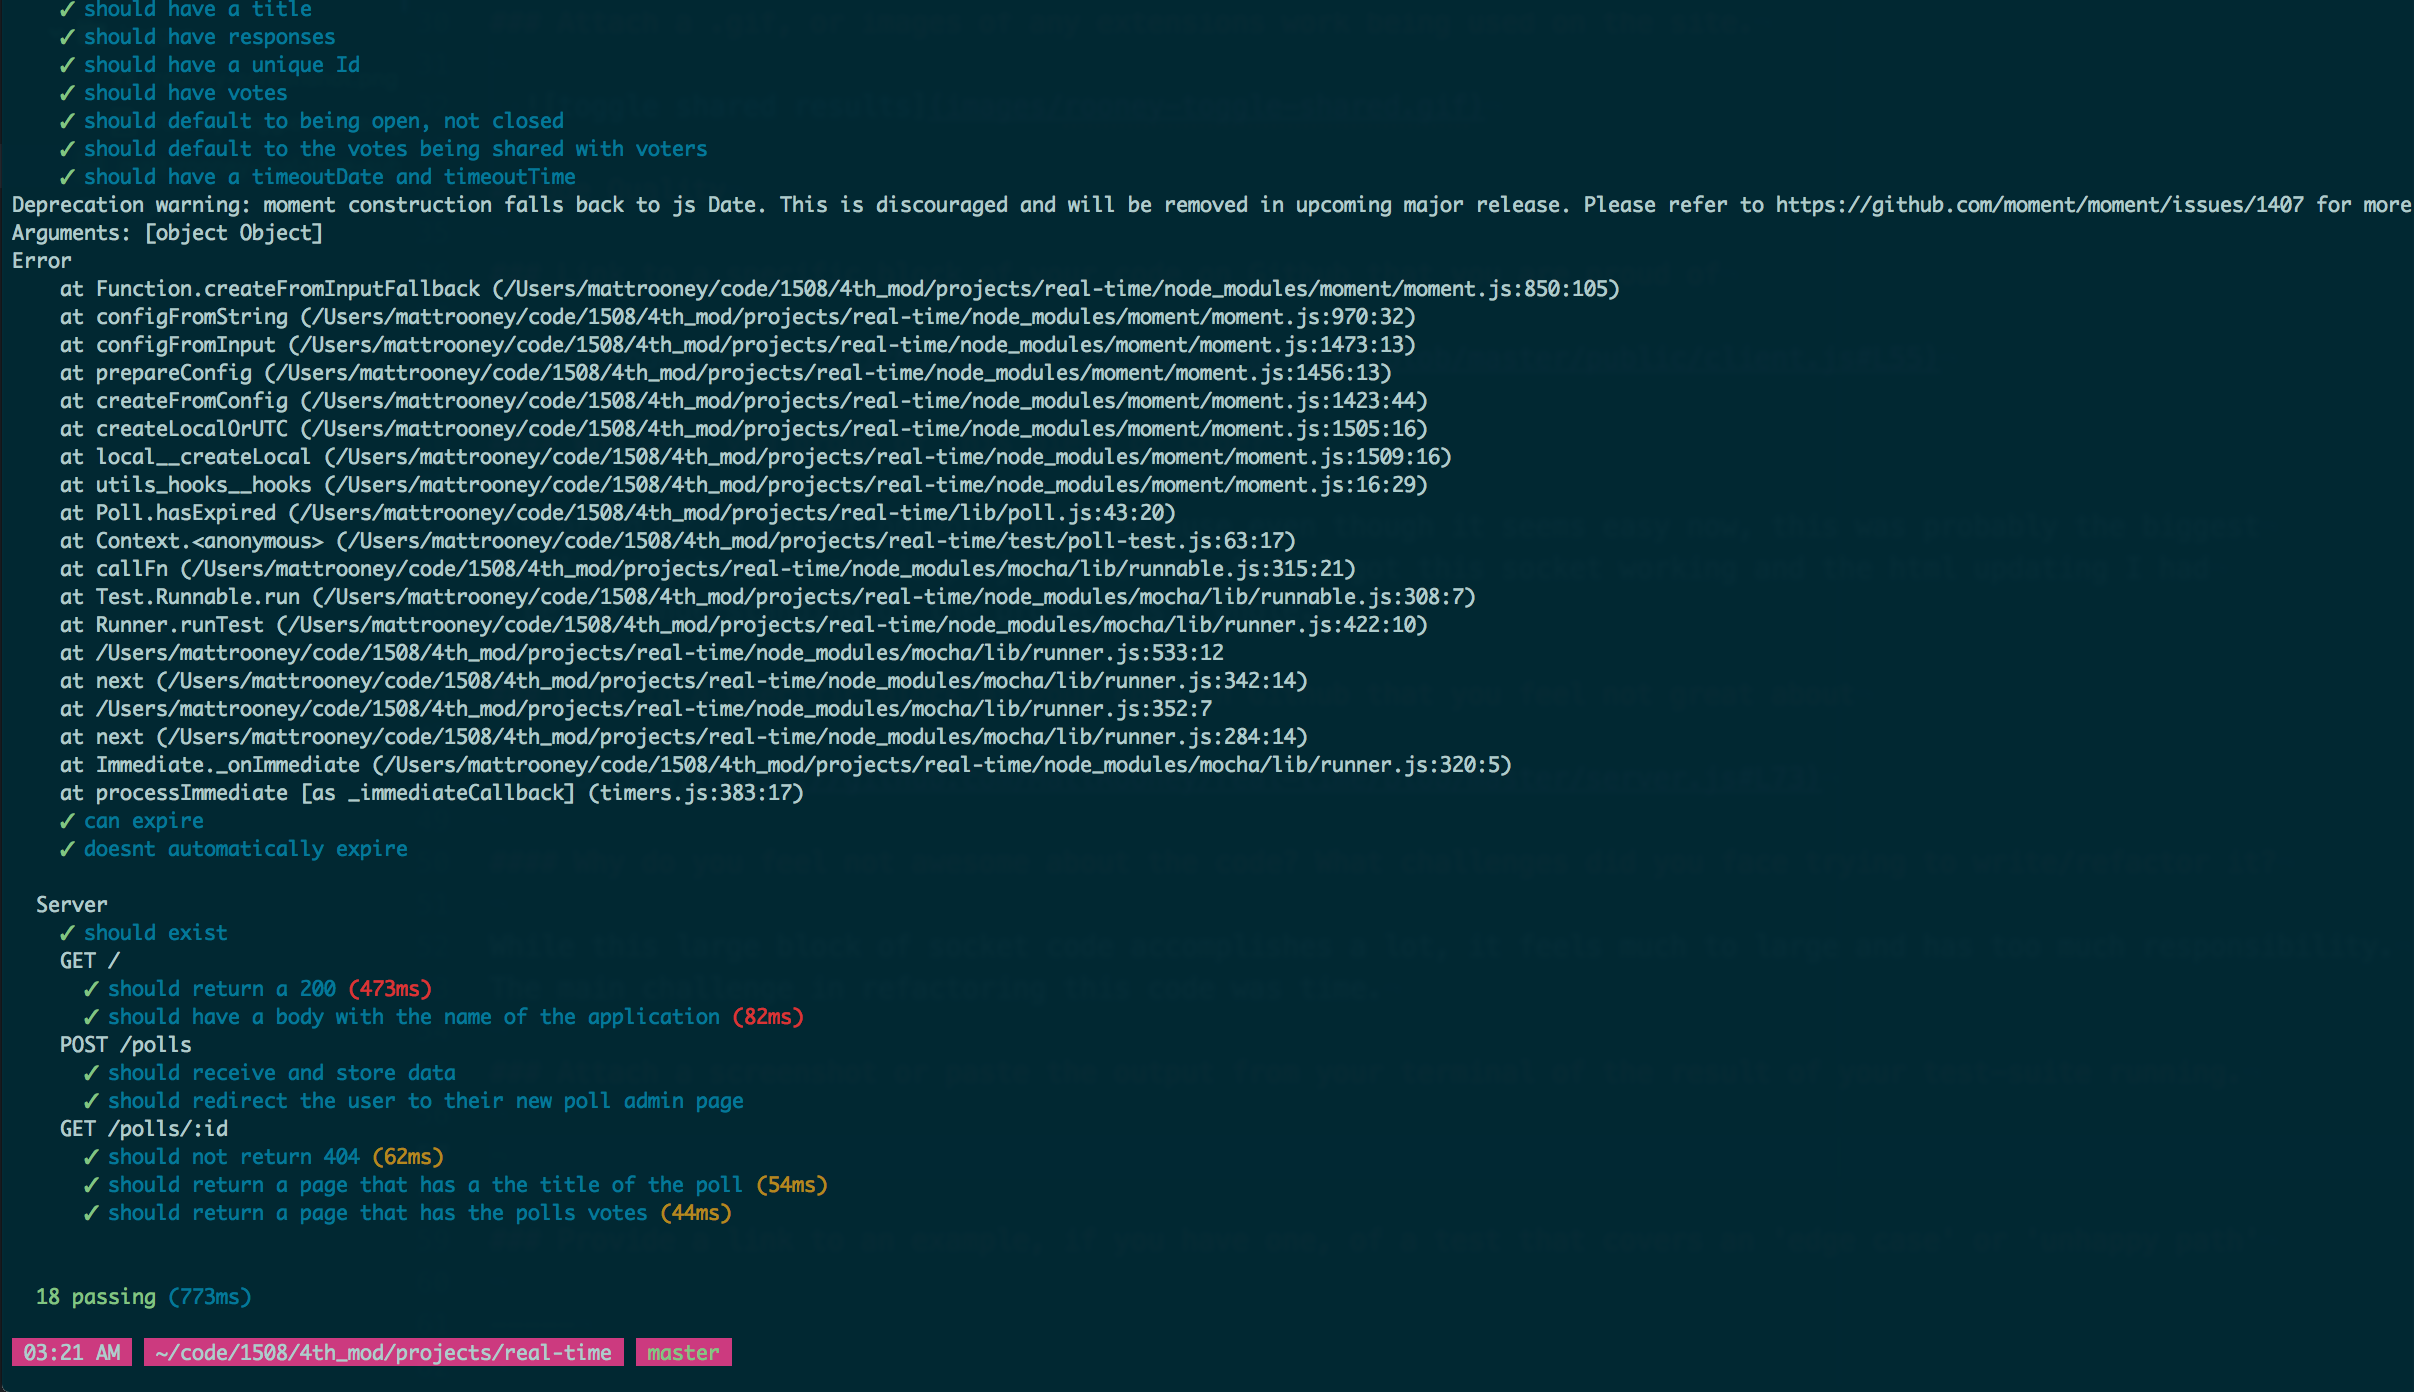 ✓ should have a title
✓ should have responses
✓ should have a unique Id
✓ should have votes
✓ should default to being open, not closed
✓ should default to the votes being shared with voters
✓ should have a timeoutDate and timeoutTime
Deprecation warning: moment construction falls back to js Date. This is discouraged and will be removed in upcoming major release. Please refer to https://github.com/moment/moment/issues/1407 for more
Arguments: [object Object]
Error
at Function.createFromInputFallback (/Users/mattrooney/code/1508/4th_mod/projects/real-time/node_modules/moment/moment.js:850:105)
at configFromString (/Users/mattrooney/code/1508/4th_mod/projects/real-time/node_modules/moment/moment.js:970:32)
at configFromInput (/Users/mattrooney/code/1508/4th_mod/projects/real-time/node_modules/moment/moment.js:1473:13)
at prepareConfig (/Users/mattrooney/code/1508/4th_mod/projects/real-time/node_modules/moment/moment.js:1456:13)
at createFromConfig (/Users/mattrooney/code/1508/4th_mod/projects/real-time/node_modules/moment/moment.js:1423:44)
at createLocalOrUTC (/Users/mattrooney/code/1508/4th_mod/projects/real-time/node_modules/moment/moment.js:1505:16)
at local__createLocal (/Users/mattrooney/code/1508/4th_mod/projects/real-time/node_modules/moment/moment.js:1509:16)
at utils_hooks__hooks (/Users/mattrooney/code/1508/4th_mod/projects/real-time/node_modules/moment/moment.js:16:29)
at Poll.hasExpired (/Users/mattrooney/code/1508/4th_mod/projects/real-time/lib/poll.js:43:20)
at Context.<anonymous> (/Users/mattrooney/code/1508/4th_mod/projects/real-time/test/poll-test.js:63:17)
at callFn (/Users/mattrooney/code/1508/4th_mod/projects/real-time/node_modules/mocha/lib/runnable.js:315:21)
at Test.Runnable.run (/Users/mattrooney/code/1508/4th_mod/projects/real-time/node_modules/mocha/lib/runnable.js:308:7)
at Runner.runTest (/Users/mattrooney/code/1508/4th_mod/projects/real-time/node_modules/mocha/lib/runner.js:422:10)
at /Users/mattrooney/code/1508/4th_mod/projects/real-time/node_modules/mocha/lib/runner.js:533:12
at next (/Users/mattrooney/code/1508/4th_mod/projects/real-time/node_modules/mocha/lib/runner.js:342:14)
at /Users/mattrooney/code/1508/4th_mod/projects/real-time/node_modules/mocha/lib/runner.js:352:7
at next (/Users/mattrooney/code/1508/4th_mod/projects/real-time/node_modules/mocha/lib/runner.js:284:14)
at Immediate._onImmediate (/Users/mattrooney/code/1508/4th_mod/projects/real-time/node_modules/mocha/lib/runner.js:320:5)
at processImmediate [as _immediateCallback] (timers.js:383:17)
✓ can expire
✓ doesnt automatically expire
Server
✓ should exist
GET /
✓ should return a 200 (473ms)
✓ should have a body with the name of the application (82ms)
POST /polls
✓ should receive and store data
✓ should redirect the user to their new poll admin page
GET /polls/:id
✓ should not return 404 (62ms)
✓ should return a page that has a the title of the poll (54ms)
✓ should return a page that has the polls votes (44ms)
18 passing (773ms)
03:21 AM ~/code/1508/4th_mod/projects/real-time master